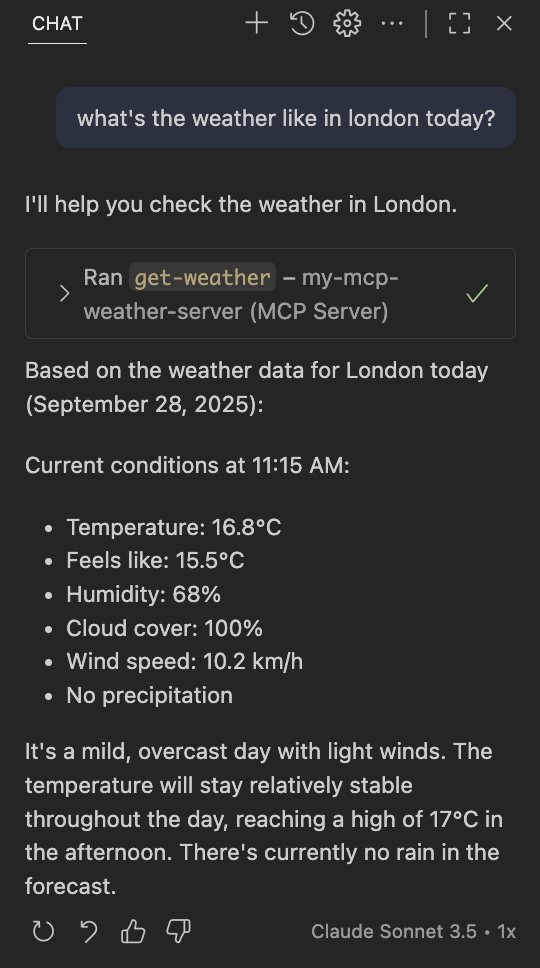 CHAT
what's the weather like in london today?
I'll help you check the weather in London.
Ran get-weather – my-mcp-
weather-server (MCP Server)
Based on the weather data for London today
(September 28, 2025):
Current conditions at 11:15 AM:
• Temperature: 16.8°C
• Feels like: 15.5°C
• Humidity: 68%
• Cloud cover: 100%
• Wind speed: 10.2 km/h
• No precipitation
It's a mild, overcast day with light winds. The
temperature will stay relatively stable
throughout the day, reaching a high of 17°C in
the afternoon. There's currently no rain in the
forecast.
Claude Sonnet 3.5 • 1x